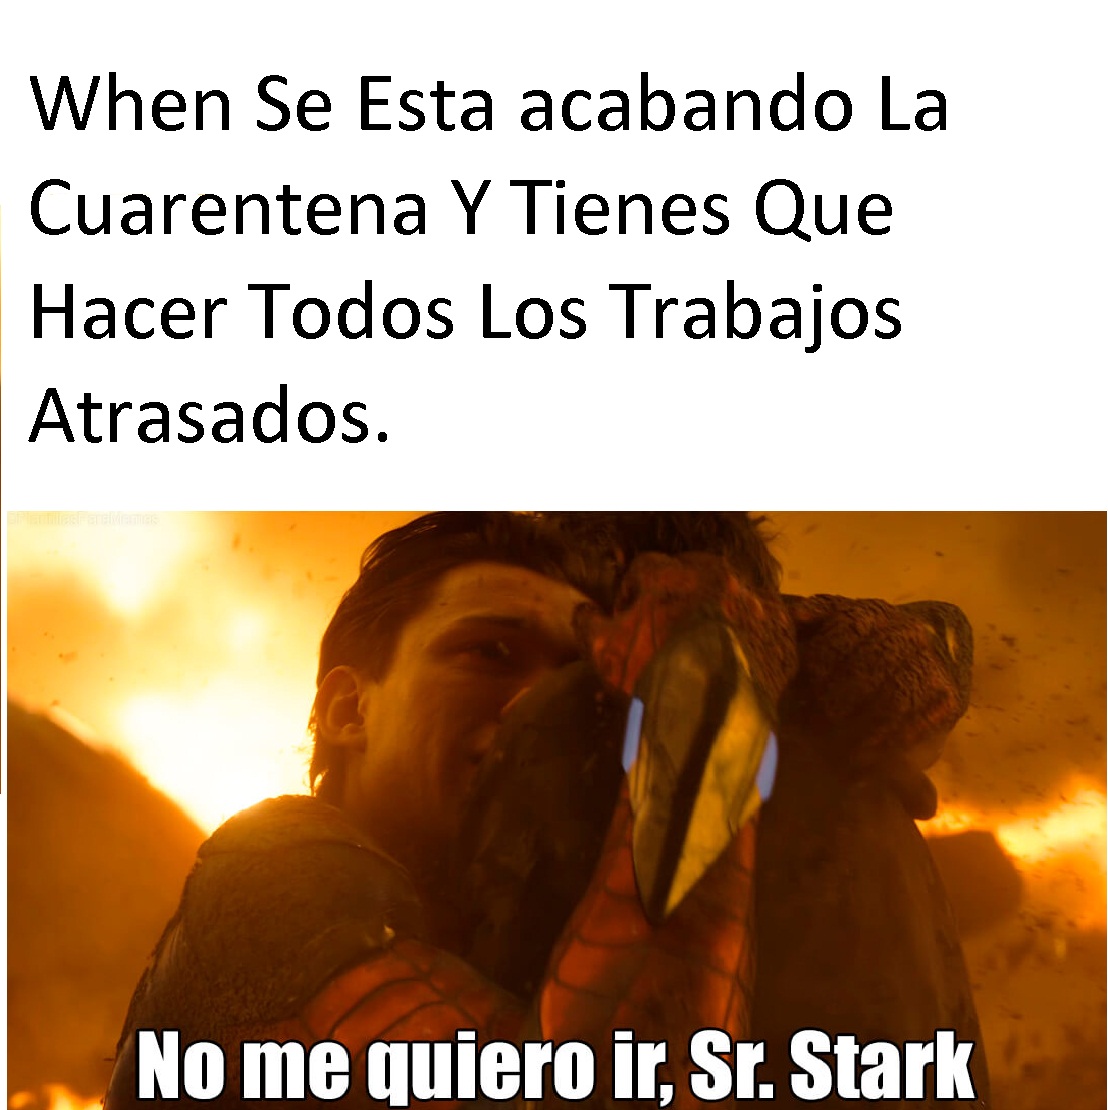 When Se Esta acabando La
Cuarentena Y Tienes Que
Hacer Todos Los Trabajos
Atrasados.
No me quiero ir, Sr. Stark